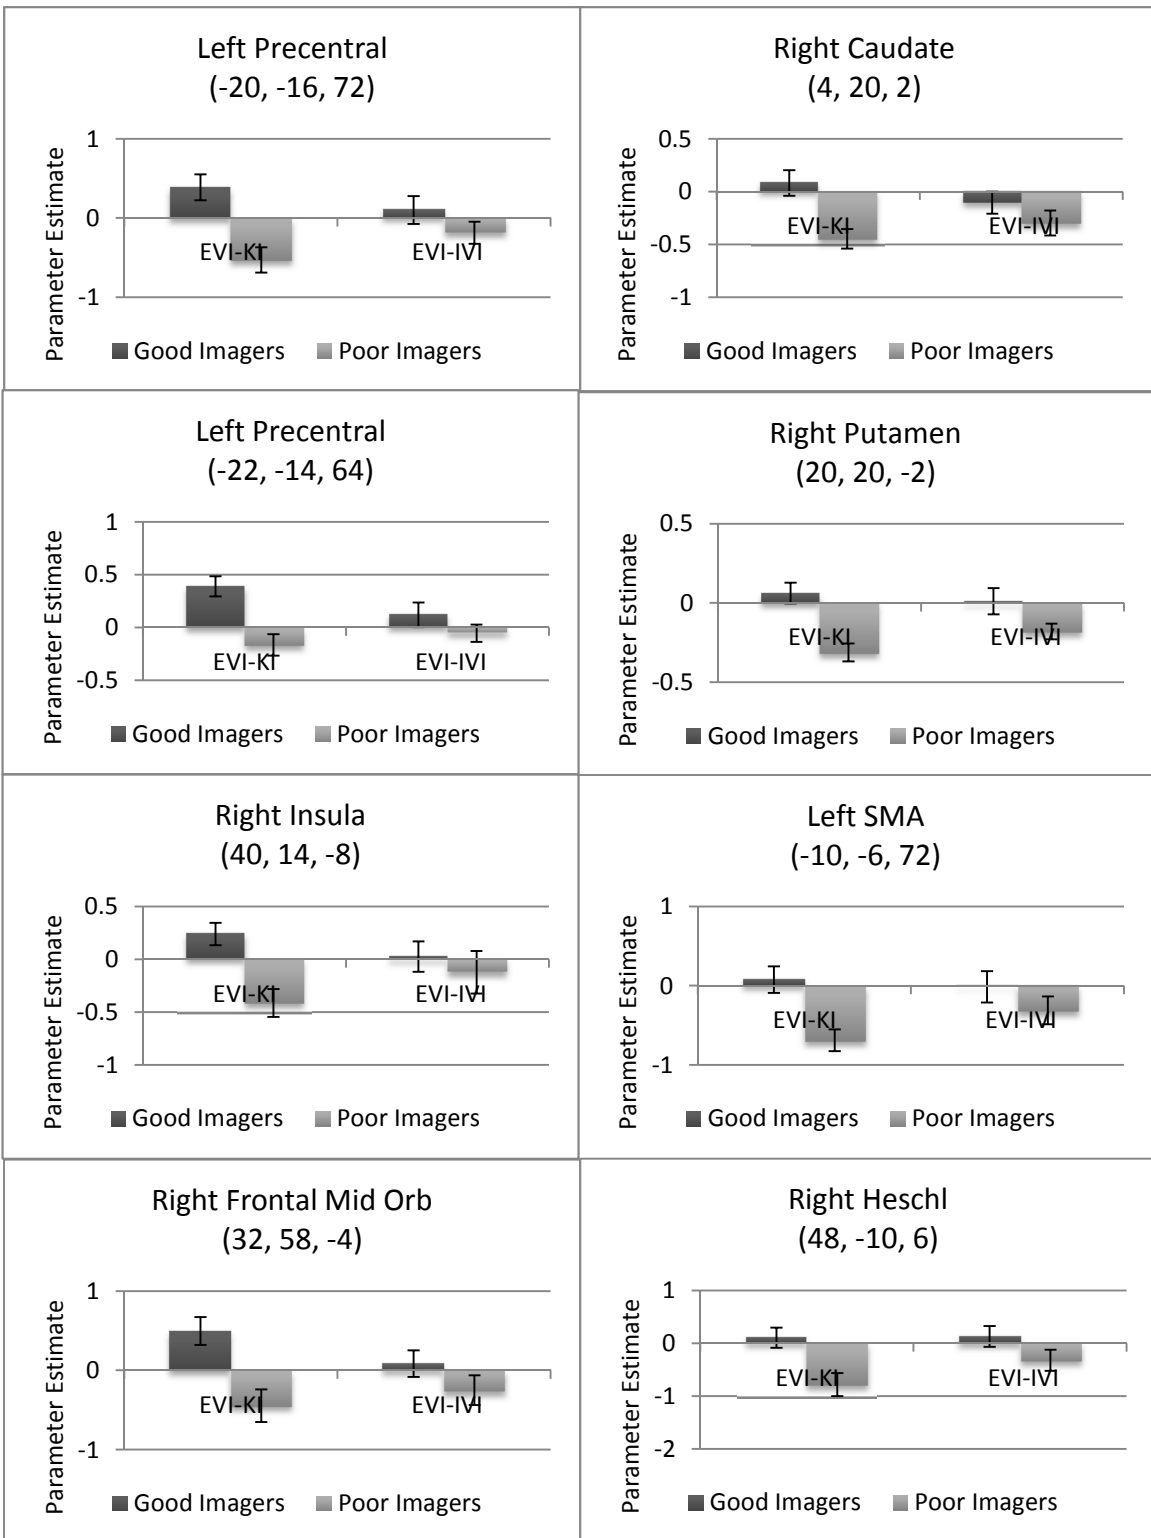 Left Precentral
(-20, -16, 72)
Parameter Estimate
1
0
-1
EVI-KI
EVI-IVI
Good Imagers
Poor Imagers
Right Caudate
(4, 20, 2)
Parameter Estimate
0.5
0
-0.5
-1
EVI-KI
EVI-IVI
Good Imagers
Poor Imagers
Left Precentral
(-22, -14, 64)
Parameter Estimate
1
0.5
0
-0.5
EVI-KI
EVI-IVI
Good Imagers
Poor Imagers
Right Putamen
(20, 20, -2)
Parameter Estimate
0.5
0
-0.5
EVI-KI
EVI-IVI
Good Imagers
Poor Imagers
Right Insula
(40, 14, -8)
Parameter Estimate
0.5
0
-0.5
-1
EVI-KI
EVI-IVI
Good Imagers
Poor Imagers
Left SMA
(-10, -6, 72)
Parameter Estimate
1
0
-1
EVI-KI
EVI-IVI
Good Imagers
Poor Imagers
Right Frontal Mid Orb
(32, 58, -4)
Parameter Estimate
1
0
-1
EVI-KI
EVI-IVI
Good Imagers
Poor Imagers
Right Heschl
(48, -10, 6)
Parameter Estimate
1
0
-1
-2
EVI-KI
EVI-IVI
Good Imagers
Poor Imagers